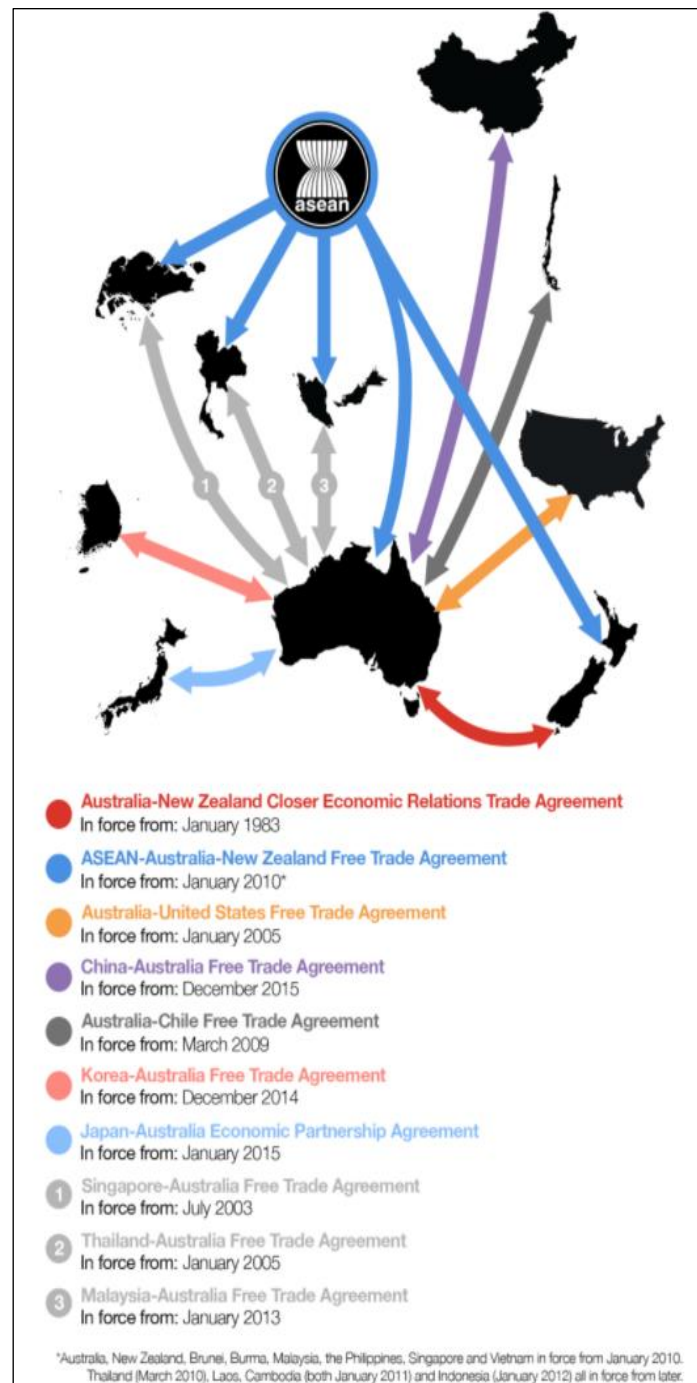 asean
1
2
3
Australia-New Zealand Closer Economic Relations Trade Agreement
In force from: January 1983
ASEAN-Australia-New Zealand Free Trade Agreement
In force from: January 2010*
Australia-United States Free Trade Agreement
In force from: January 2005
China-Australia Free Trade Agreement
In force from: December 2015
Australia-Chile Free Trade Agreement
In force from: March 2009
Korea-Australia Free Trade Agreement
In force from: December 2014
Japan-Australia Economic Partnership Agreement
In force from: January 2015
1 Singapore-Australia Free Trade Agreement
In force from: July 2003
2 Thailand-Australia Free Trade Agreement
In force from: January 2005
3 Malaysia-Australia Free Trade Agreement
In force from: January 2013
*Australia, New Zealand, Brunei, Burma, Malaysia, the Philippines, Singapore and Vietnam in force from January 2010.
Thailand (March 2010), Laos, Cambodia (both January 2011) and Indonesia (January 2012) all in force from later.